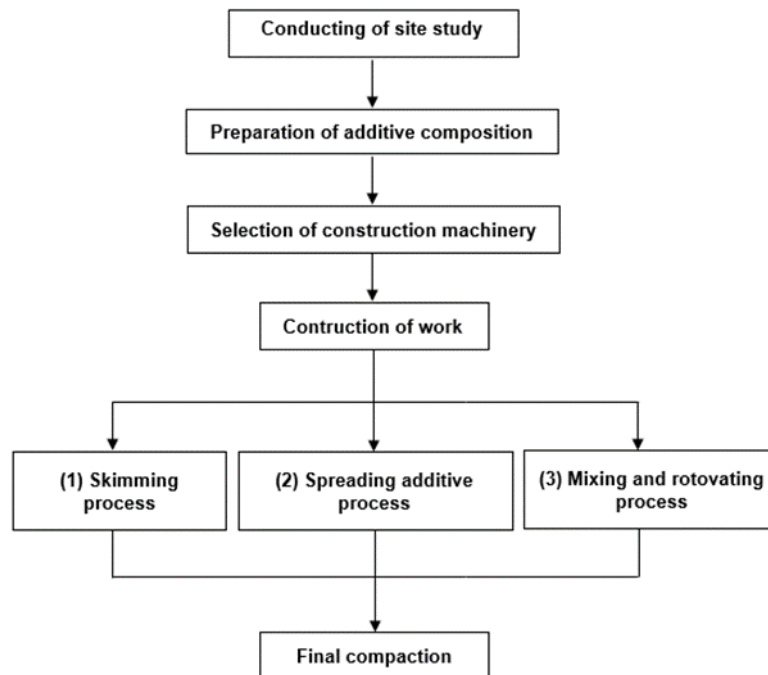 Conducting of site study
Preparation of additive composition
Selection of construction machinery
Contruction of work
(1) Skimming
process
(2) Spreading additive
process
(3) Mixing and rotovating
process
Final compaction